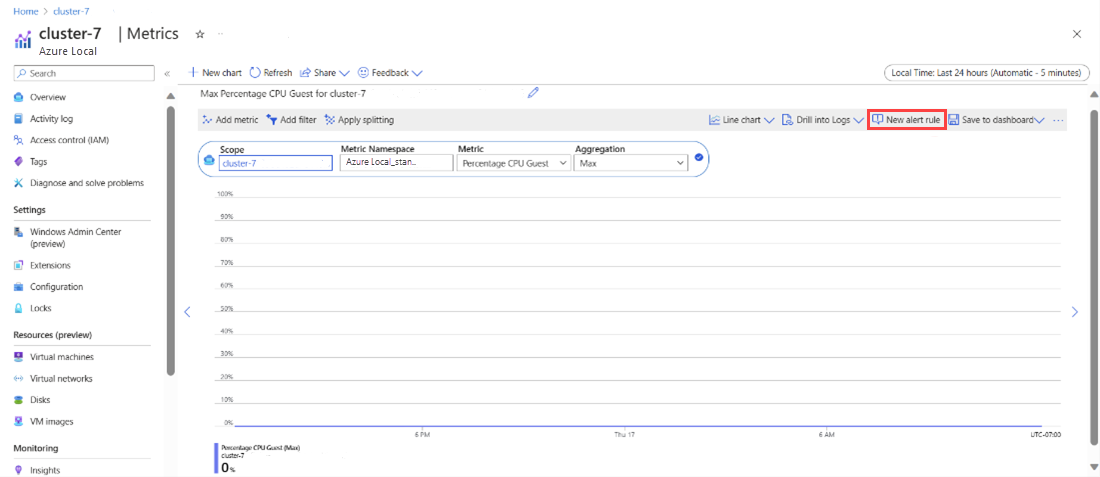 Home > cluster-7
cluster-7 | Metrics
Azure Local
Search
Overview
Activity log
Access control (IAM)
Tags
Diagnose and solve problems
Settings
Windows Admin Center
(preview)
Extensions
Configuration
Locks
Resources (preview)
Virtual machines
Virtual networks
Disks
VM images
Monitoring
Insights
New chart Refresh Share Feedback
Local Time: Last 24 hours (Automatic - 5 minutes)
Max Percentage CPU Guest for cluster-7
Add metric Add filter Apply splitting Line chart Drill into Logs New alert rule Save to dashboard ...
Scope Metric Namespace Metric Aggregation
cluster-7 Azure Local_stan... Percentage CPU Guest Max
100%
90%
80%
70%
60%
50%
40%
30%
20%
10%
0%
6 PM Thu 17 6 AM UTC-07:00
Percentage CPU Guest (Max)
cluster-7
0 %